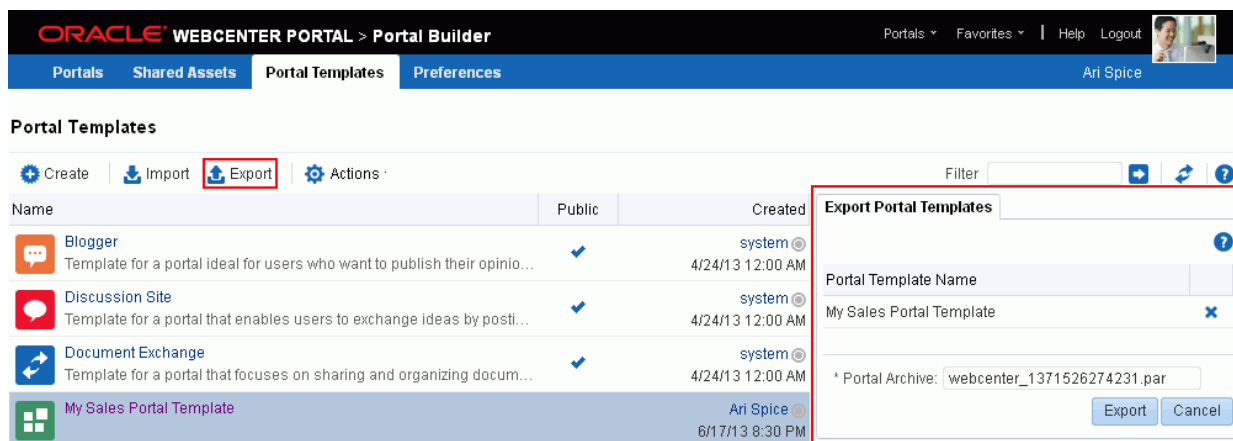 ORACLE WEBCENTER PORTAL > Portal Builder
Portals Favorites | Help Logout
Portals Shared Assets Portal Templates Preferences
Ari Spice
Portal Templates
Create Import Export Actions
Filter
Name Public Created
Blogger
Template for a portal ideal for users who want to publish their opinio...
system
4/24/13 12:00 AM
Discussion Site
Template for a portal that enables users to exchange ideas by posti...
system
4/24/13 12:00 AM
Document Exchange
Template for a portal that focuses on sharing and organizing docum...
system
4/24/13 12:00 AM
My Sales Portal Template
Ari Spice
6/17/13 8:30 PM
Export Portal Templates
Portal Template Name
My Sales Portal Template
* Portal Archive: webcenter_1371526274231.par
Export Cancel